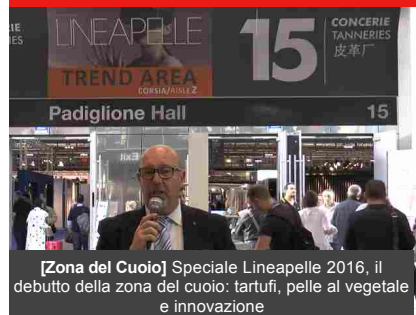 LINEAPELLE
TREND AREA
CORSIA/AISLE Z
15
CONCERIE
TANNERIES
皮革厂
Padiglione Hall
15
Exit
[Zona del Cuoio] Speciale Lineapelle 2016, il
debutto della zona del cuoio: tartufi, pelle al vegetale
e innovazione